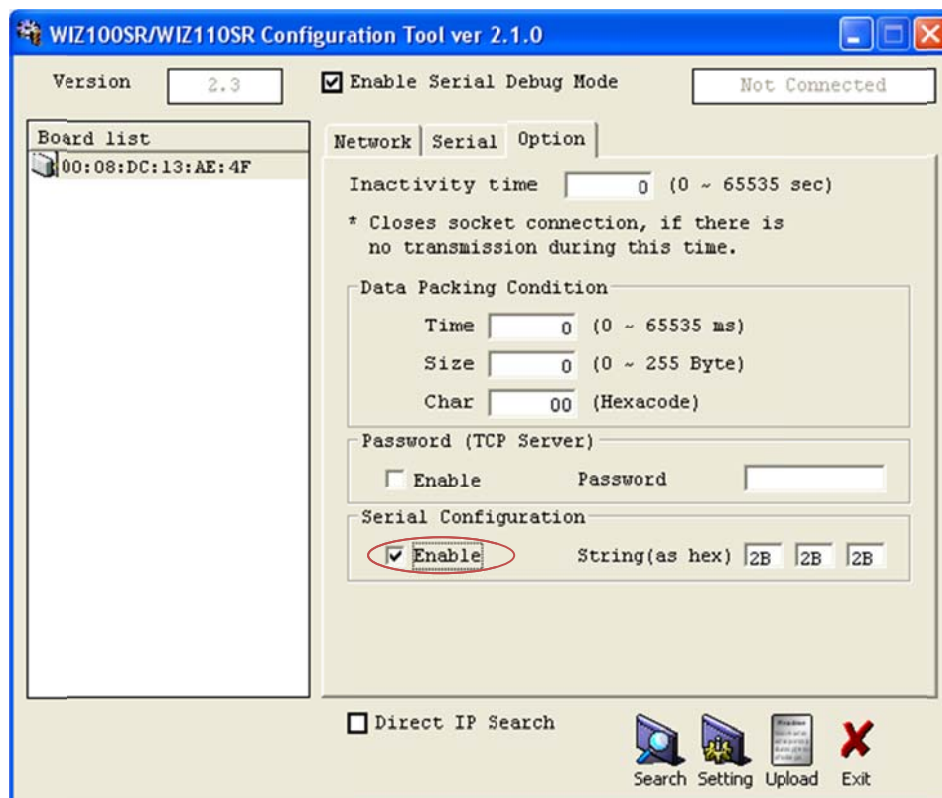 WIZ100SR/WIZ110SR Configuration Tool ver 2.1.0
Version 2.3 Enable Serial Debug Mode Not Connected
Board list
00:08:DC:13:AE:4F
Network Serial Option
Inactivity time 0 (0 ~ 65535 sec)
* Closes socket connection, if there is
no transmission during this time.
Data Packing Condition
Time 0 (0 ~ 65535 ms)
Size 0 (0 ~ 255 Byte)
Char 00 (Hexacode)
Password (TCP Server)
Enable Password
Serial Configuration
Enable String(as hex) 2B 2B 2B
Direct IP Search
Search Setting Upload Exit